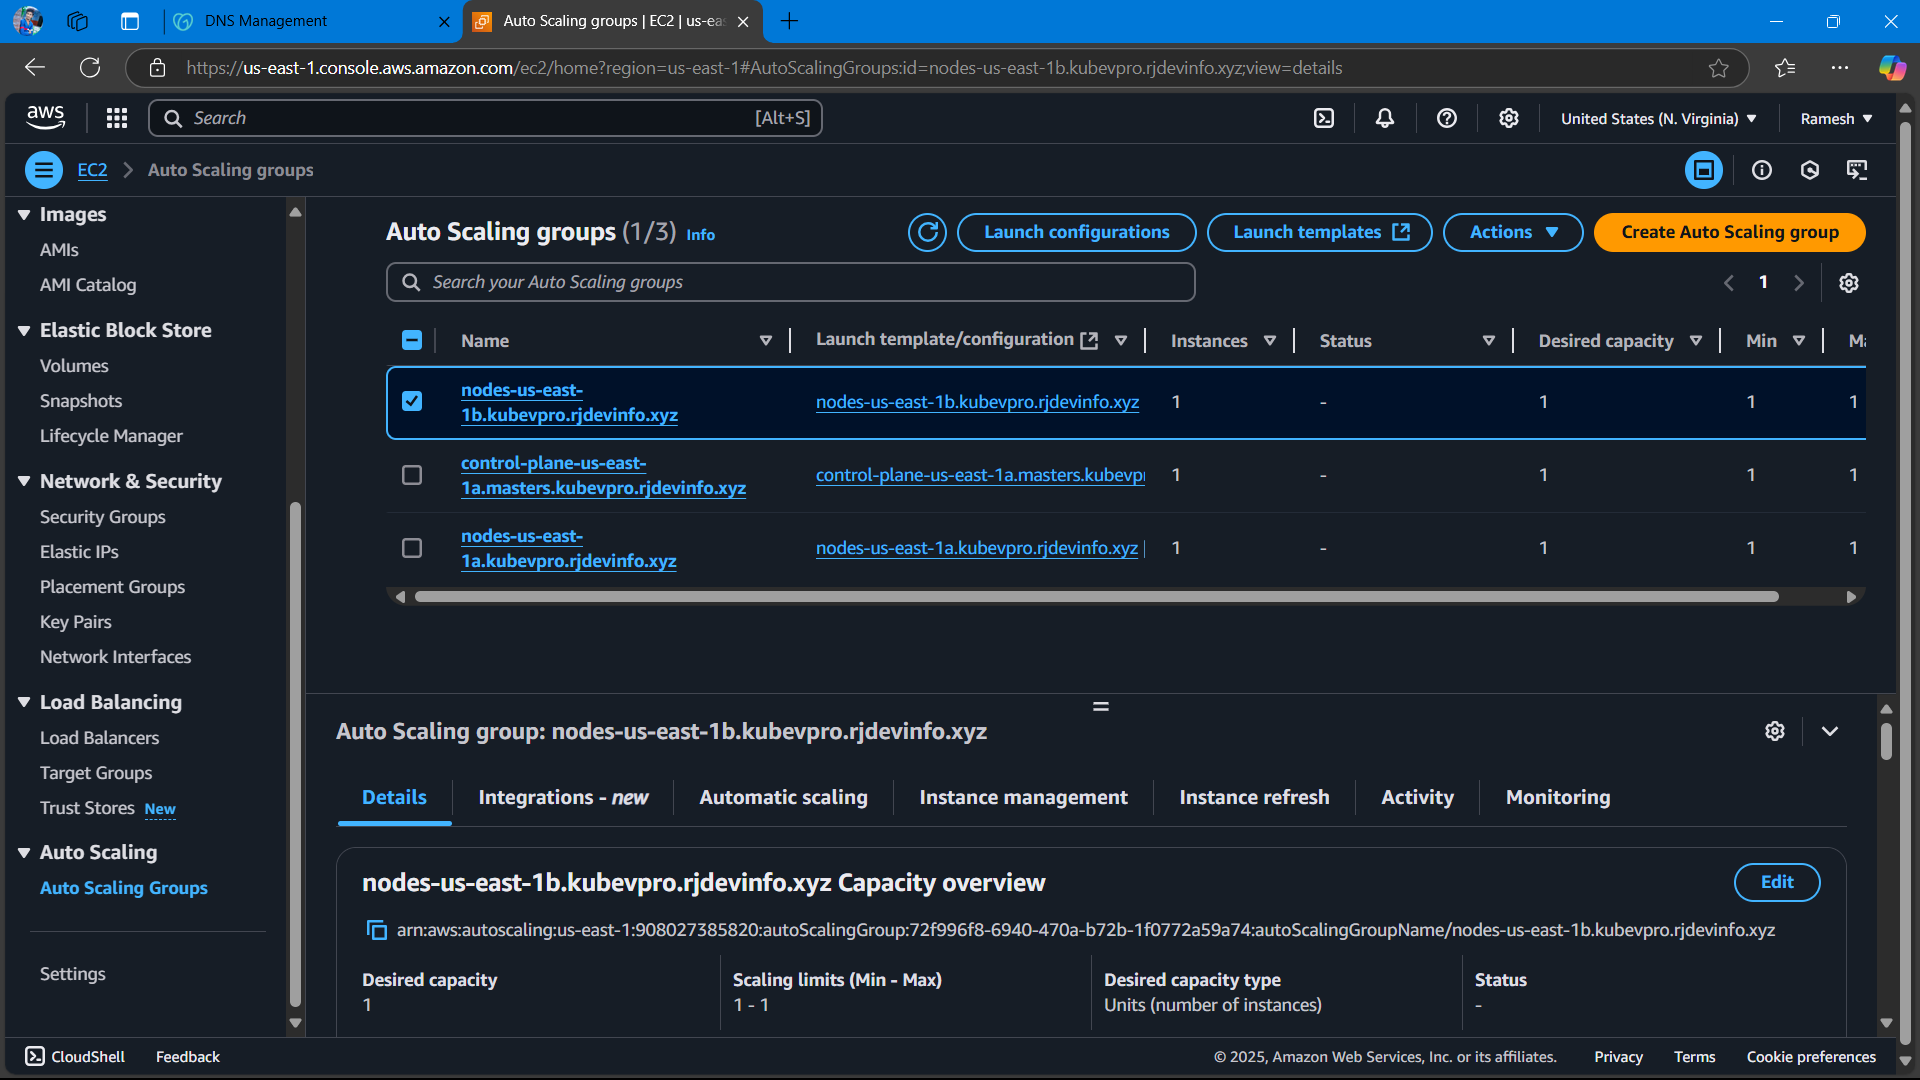 DNS Management
Auto Scaling groups | EC2 | us-eas
https://us-east-1.console.aws.amazon.com/ec2/home?region=us-east-1#AutoScalingGroups:id=nodes-us-east-1b.kubevpro.rjdevinfo.xyz;view=details
aws
Search
[Alt+S]
United States (N. Virginia)
Ramesh
EC2
Auto Scaling groups
Images
AMIs
AMI Catalog
Elastic Block Store
Volumes
Snapshots
Lifecycle Manager
Network & Security
Security Groups
Elastic IPs
Placement Groups
Key Pairs
Network Interfaces
Load Balancing
Load Balancers
Target Groups
Trust Stores New
Auto Scaling
Auto Scaling Groups
Settings
Auto Scaling groups (1/3) Info
Launch configurations
Launch templates
Actions
Create Auto Scaling group
Search your Auto Scaling groups
1
Name
Launch template/configuration
Instances
Status
Desired capacity
Min
Ma
nodes-us-east-
1b.kubevpro.rjdevinfo.xyz
nodes-us-east-1b.kubevpro.rjdevinfo.xyz
1
-
1
1
1
control-plane-us-east-
1a.masters.kubevpro.rjdevinfo.xyz
control-plane-us-east-1a.masters.kubevpr
1
-
1
1
1
nodes-us-east-
1a.kubevpro.rjdevinfo.xyz
nodes-us-east-1a.kubevpro.rjdevinfo.xyz |
1
-
1
1
1
Auto Scaling group: nodes-us-east-1b.kubevpro.rjdevinfo.xyz
Details
Integrations - new
Automatic scaling
Instance management
Instance refresh
Activity
Monitoring
nodes-us-east-1b.kubevpro.rjdevinfo.xyz Capacity overview
Edit
arn:aws:autoscaling:us-east-1:908027385820:autoScalingGroup:72f996f8-6940-470a-b72b-1f0772a59a74:autoScalingGroupName/nodes-us-east-1b.kubevpro.rjdevinfo.xyz
Desired capacity
1
Scaling limits (Min - Max)
1 - 1
Desired capacity type
Units (number of instances)
Status
-
CloudShell
Feedback
© 2025, Amazon Web Services, Inc. or its affiliates.
Privacy
Terms
Cookie preferences